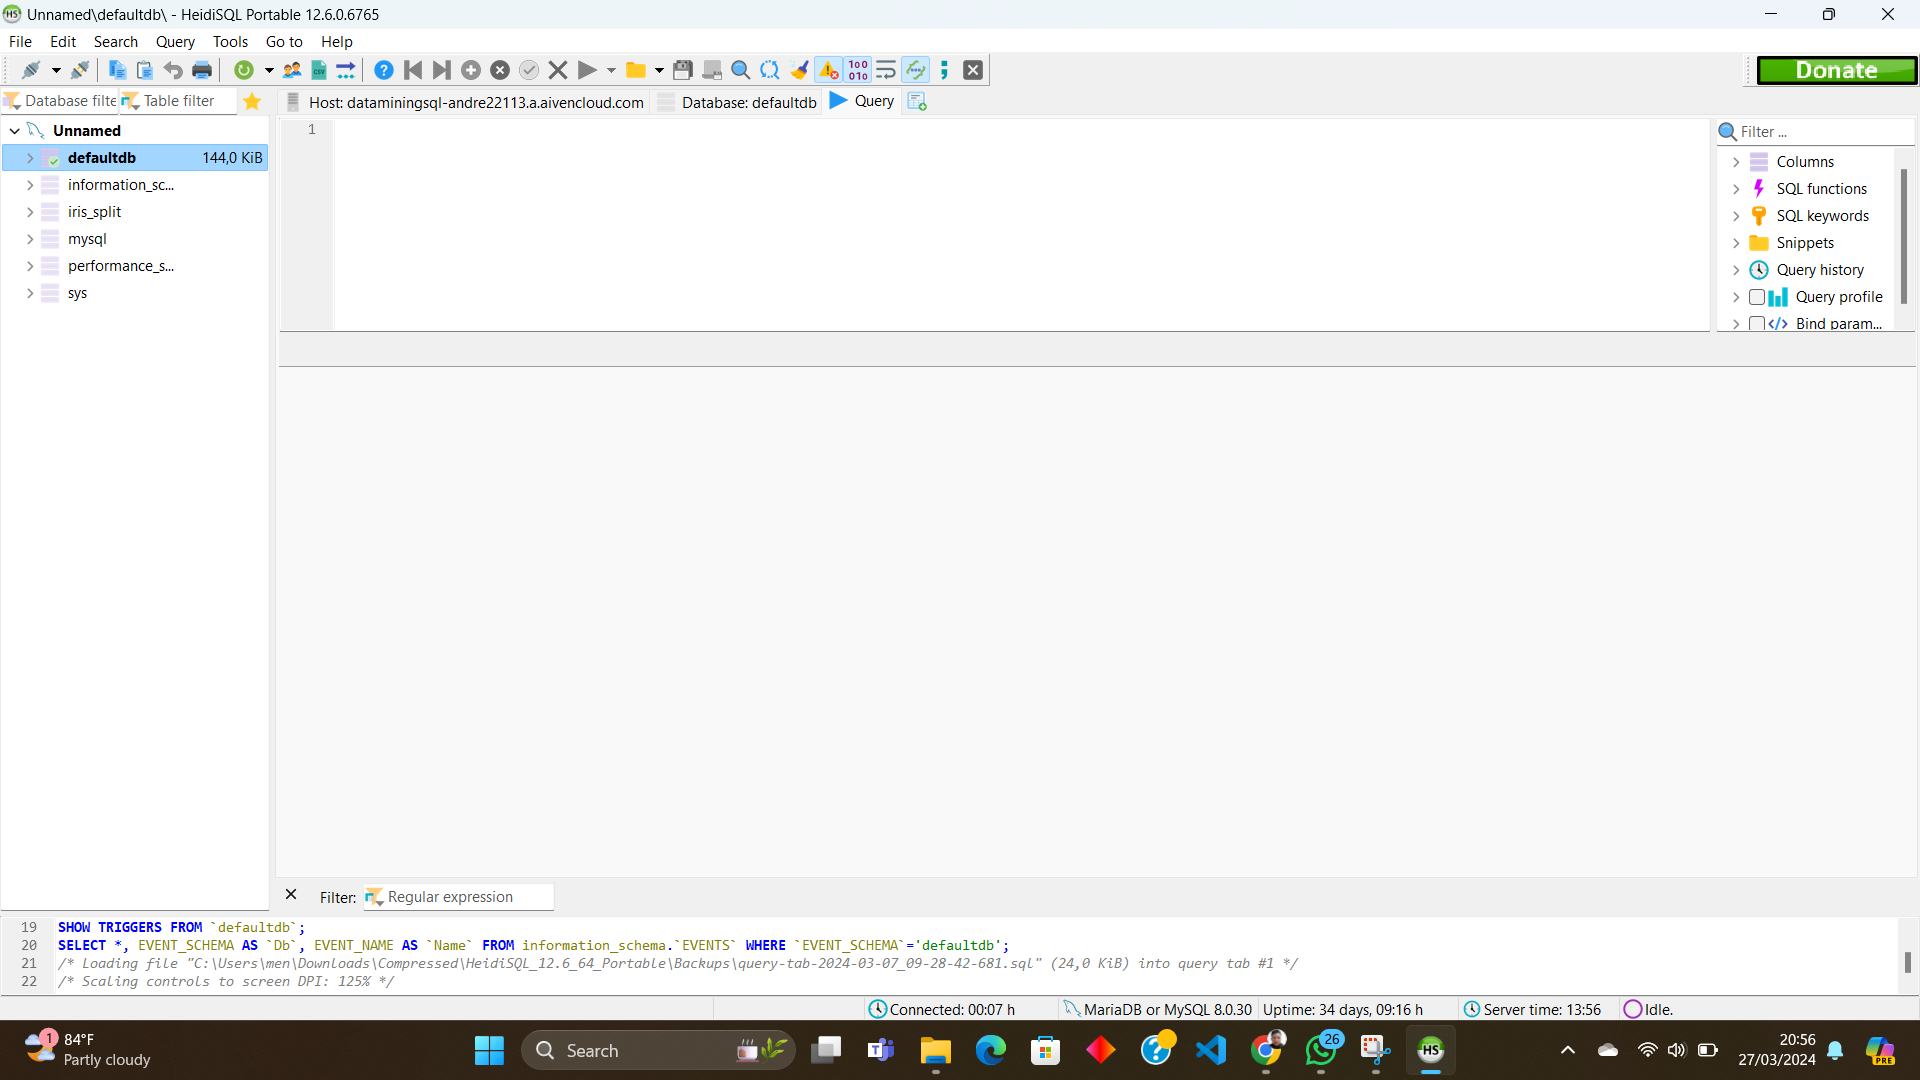 Unnamed\defaultdb\ - HeidiSQL Portable 12.6.0.6765
File Edit Search Query Tools Go to Help
Donate
Database filte Table filter
Host: dataminingsql-andre22113.a.aivencloud.com Database: defaultdb Query
Unnamed
defaultdb 144,0 KiB
information_sc...
iris_split
mysql
performance_s...
sys
1
Filter ...
Columns
SQL functions
SQL keywords
Snippets
Query history
Query profile
Bind param...
Filter: Regular expression
19 SHOW TRIGGERS FROM `defaultdb`;
20 SELECT *, EVENT_SCHEMA AS `Db`, EVENT_NAME AS `Name` FROM information_schema.`EVENTS` WHERE `EVENT_SCHEMA`='defaultdb';
21 /* Loading file "C:\Users\men\Downloads\Compressed\HeidiSQL_12.6_64_Portable\Backups\query-tab-2024-03-07_09-28-42-681.sql" (24,0 KiB) into query tab #1 */
22 /* Scaling controls to screen DPI: 125% */
Connected: 00:07 h MariaDB or MySQL 8.0.30 Uptime: 34 days, 09:16 h Server time: 13:56 Idle.
1 84°F
Partly cloudy
Search
26
HS
20:56
27/03/2024
PRE